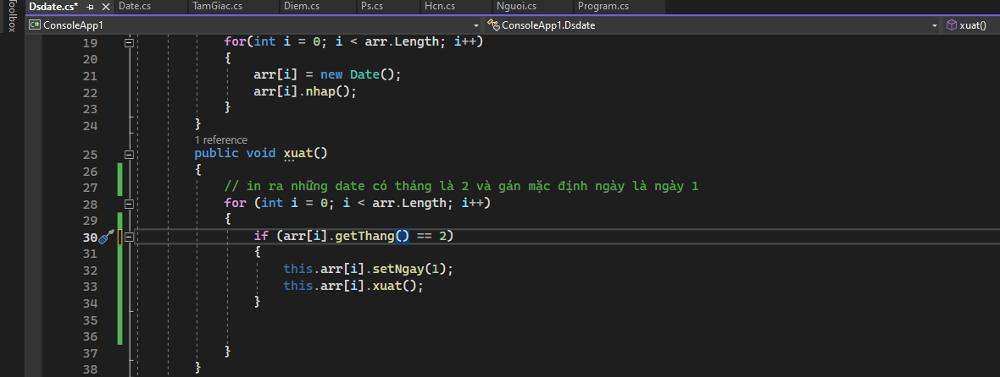 Toolbox
Dsdate.cs* Date.cs TamGiac.cs Diem.cs Ps.cs Hcn.cs Nguoi.cs Program.cs
C# ConsoleApp1 ConsoleApp1.Dsdate xuat()
19 for(int i = 0; i < arr.Length; i++)
20 {
21 arr[i] = new Date();
22 arr[i].nhap();
23 }
24 }
1 reference
25 public void xuat()
26 {
27 // in ra những date có tháng là 2 và gán mặc định ngày là ngày 1
28 for (int i = 0; i < arr.Length; i++)
29 {
30 if (arr[i].getThang() == 2)
31 {
32 this.arr[i].setNgay(1);
33 this.arr[i].xuat();
34 }
35
36
37 }
38 }